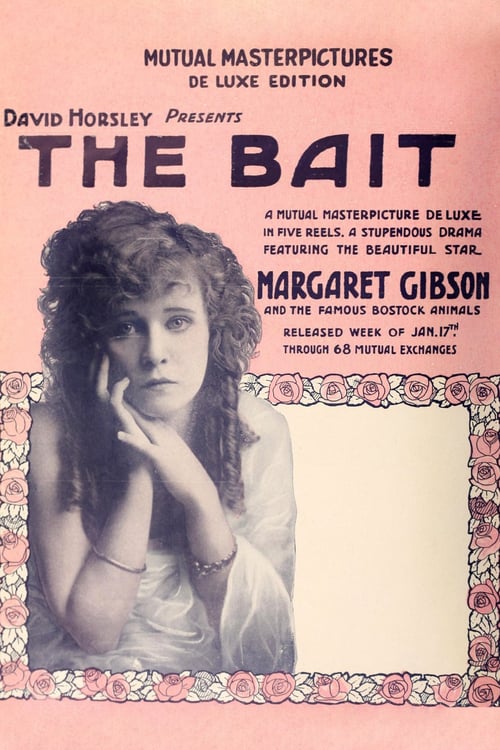 MUTUAL MASTERPICTURES
DE LUXE EDITION
DAVID HORSLEY PRESENTS
THE BAIT
A MUTUAL MASTERPICTURE DE LUXE
IN FIVE REELS. A STUPENDOUS DRAMA
FEATURING THE BEAUTIFUL STAR
MARGARET GIBSON
AND THE FAMOUS BOSTOCK ANIMALS
RELEASED WEEK OF JAN. 17TH.
THROUGH 68 MUTUAL EXCHANGES